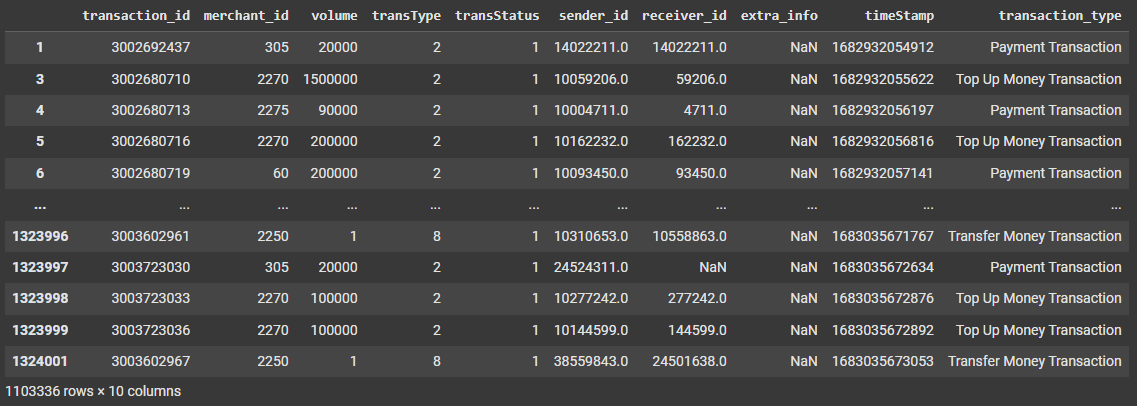 transaction_id merchant_id volume transType transStatus sender_id receiver_id extra_info timeStamp transaction_type
1 3002692437 305 20000 2 1 14022211.0 14022211.0 NaN 1682932054912 Payment Transaction
3 3002680710 2270 1500000 2 1 10059206.0 59206.0 NaN 1682932055622 Top Up Money Transaction
4 3002680713 2275 90000 2 1 10004711.0 4711.0 NaN 1682932056197 Payment Transaction
5 3002680716 2270 200000 2 1 10162232.0 162232.0 NaN 1682932056816 Top Up Money Transaction
6 3002680719 60 200000 2 1 10093450.0 93450.0 NaN 1682932057141 Payment Transaction
... ... ... ... ... ... ... ... ... ... ...
1323996 3003602961 2250 1 8 1 10310653.0 10558863.0 NaN 1683035671767 Transfer Money Transaction
1323997 3003723030 305 20000 2 1 24524311.0 NaN NaN 1683035672634 Payment Transaction
1323998 3003723033 2270 100000 2 1 10277242.0 277242.0 NaN 1683035672876 Top Up Money Transaction
1323999 3003723036 2270 100000 2 1 10144599.0 144599.0 NaN 1683035672892 Top Up Money Transaction
1324001 3003602967 2250 1 8 1 38559843.0 24501638.0 NaN 1683035673053 Transfer Money Transaction
1103336 rows × 10 columns